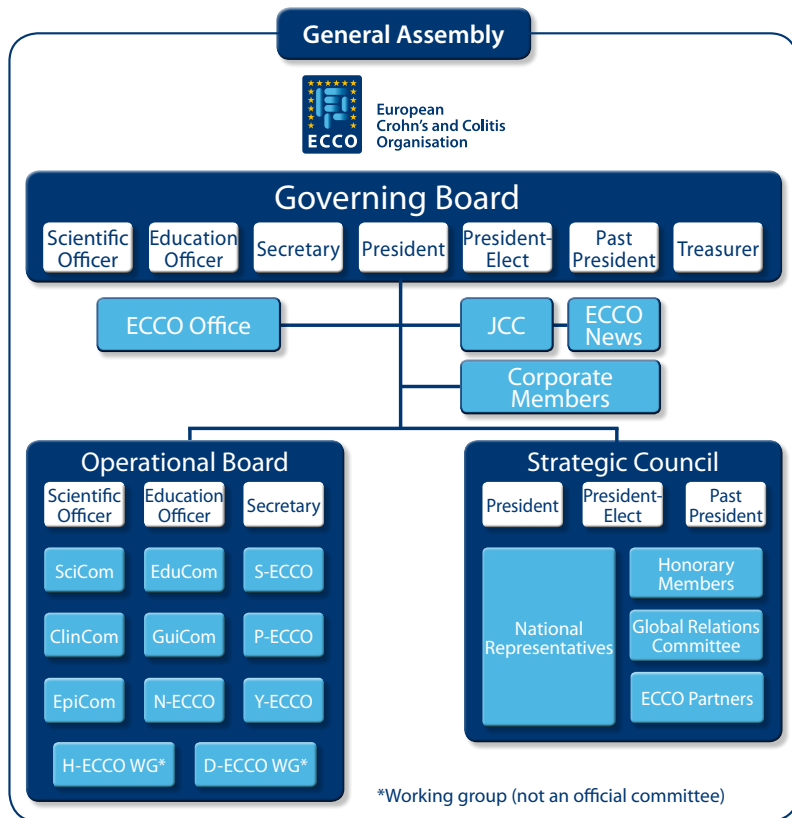 General Assembly
ECCO
European
Crohn's and Colitis
Organisation
Governing Board
Scientific
Officer
Education
Officer
Secretary
President
President-
Elect
Past
President
Treasurer
ECCO Office
JCC
ECCO
News
Corporate
Members
Operational Board
Scientific
Officer
Education
Officer
Secretary
SciCom
EduCom
S-ECCO
ClinCom
GuiCom
P-ECCO
EpiCom
N-ECCO
Y-ECCO
H-ECCO WG*
D-ECCO WG*
Strategic Council
President
President-
Elect
Past
President
National
Representatives
Honorary
Members
Global Relations
Committee
ECCO Partners
*Working group (not an official committee)